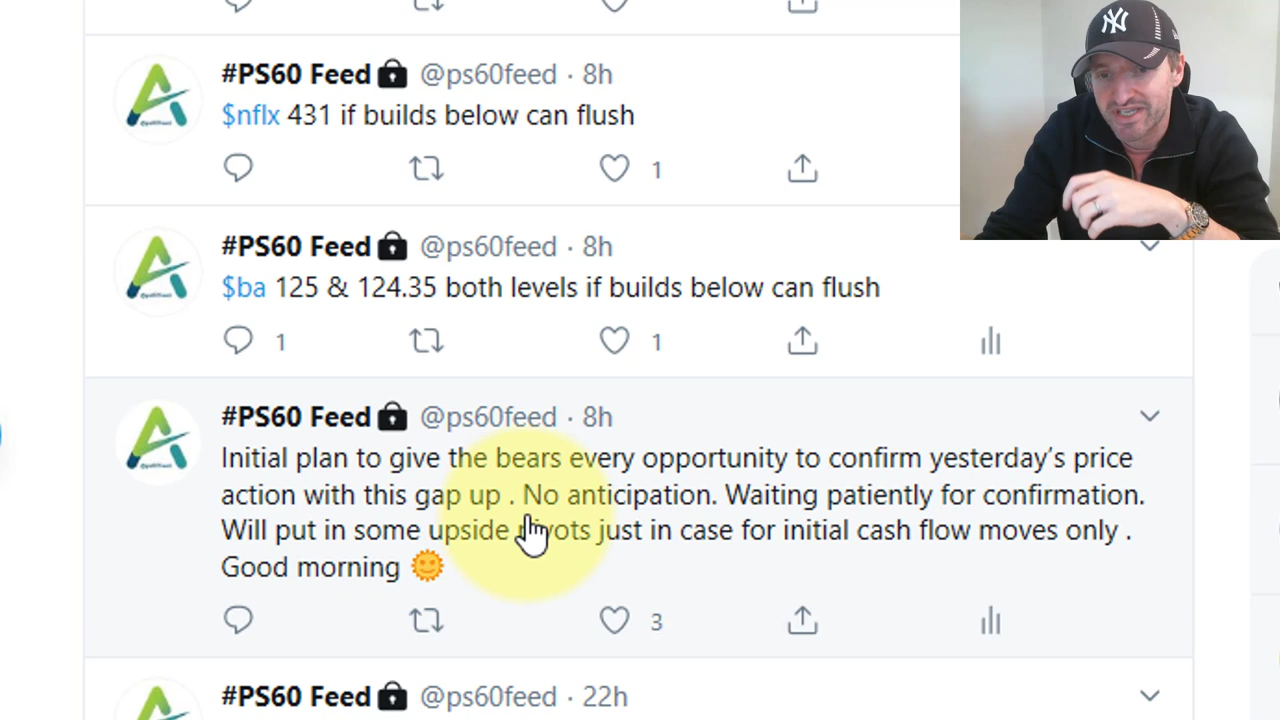 #PS60 Feed @ps60feed · 8h
$nflx 431 if builds below can flush
1
#PS60 Feed @ps60feed · 8h
$ba 125 & 124.35 both levels if builds below can flush
1 1
#PS60 Feed @ps60feed · 8h
Initial plan to give the bears every opportunity to confirm yesterday’s price
action with this gap up . No anticipation. Waiting patiently for confirmation.
Will put in some upside pivots just in case for initial cash flow moves only .
Good morning 🌞
3
#PS60 Feed @ps60feed · 22h
NY